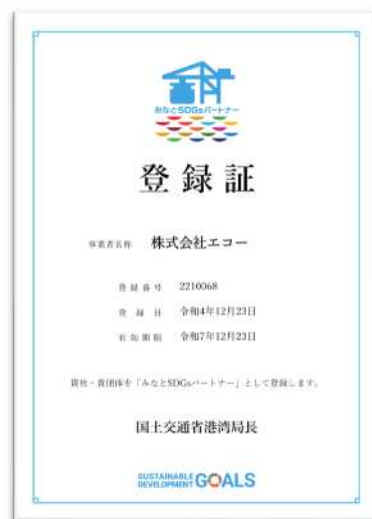 みなとSDGsパートナー
登録証
事業者名称 株式会社エコー
登録番号 2210068
登録日 令和4年12月23日
有効期限 令和7年12月23日
貴社・貴団体を「みなとSDGsパートナー」として登録します。
国土交通省港湾局長
SUSTAINABLE
DEVELOPMENT GOALS